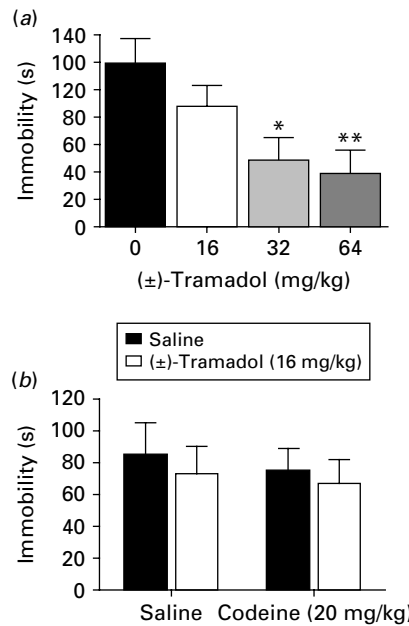 (a)
140
120
100
80
60
40
20
0
Immobility (s)
*
**
0 16 32 64
(±)-Tramadol (mg/kg)
Saline
(±)-Tramadol (16 mg/kg)
(b)
120
100
80
60
40
20
0
Immobility (s)
Saline Codeine (20 mg/kg)